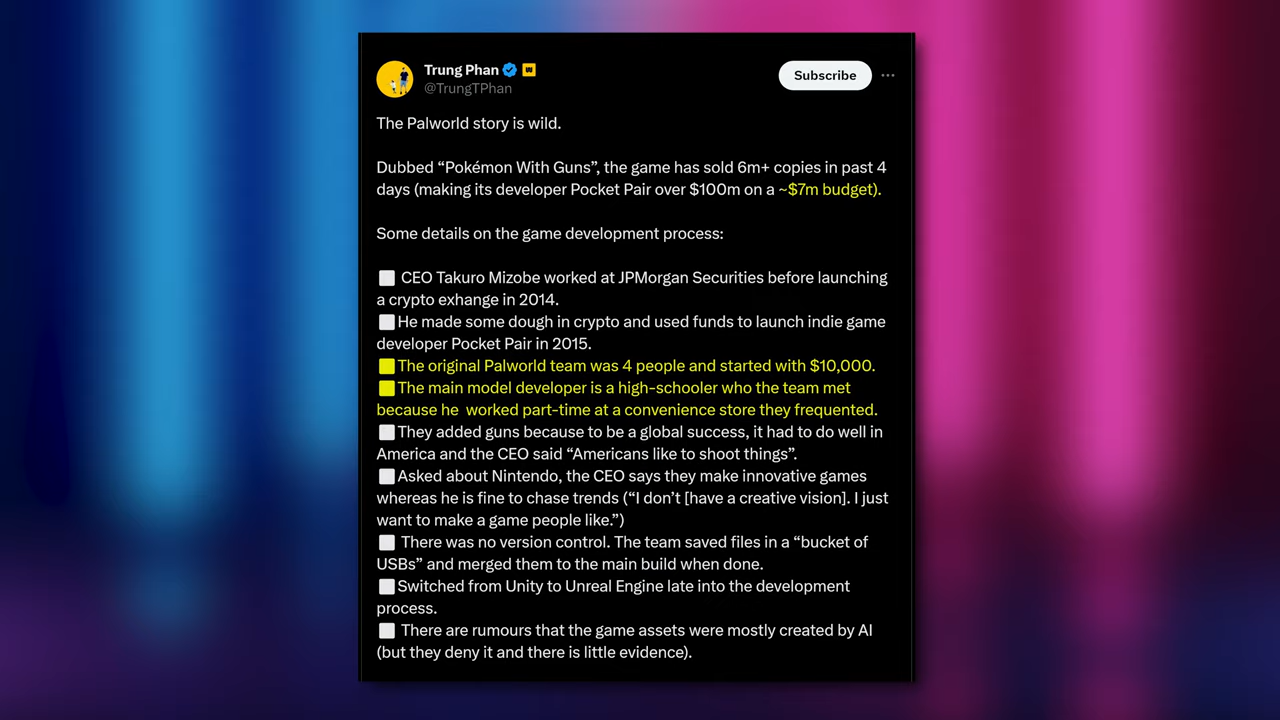 Trung Phan
@TrungTPhan
Subscribe
The Palworld story is wild.
Dubbed “Pokémon With Guns”, the game has sold 6m+ copies in past 4
days (making its developer Pocket Pair over $100m on a ~$7m budget).
Some details on the game development process:
CEO Takuro Mizobe worked at JPMorgan Securities before launching
a crypto exhange in 2014.
He made some dough in crypto and used funds to launch indie game
developer Pocket Pair in 2015.
The original Palworld team was 4 people and started with $10,000.
The main model developer is a high-schooler who the team met
because he worked part-time at a convenience store they frequented.
They added guns because to be a global success, it had to do well in
America and the CEO said “Americans like to shoot things”.
Asked about Nintendo, the CEO says they make innovative games
whereas he is fine to chase trends (“I don’t [have a creative vision]. I just
want to make a game people like.”)
There was no version control. The team saved files in a “bucket of
USBs” and merged them to the main build when done.
Switched from Unity to Unreal Engine late into the development
process.
There are rumours that the game assets were mostly created by AI
(but they deny it and there is little evidence).